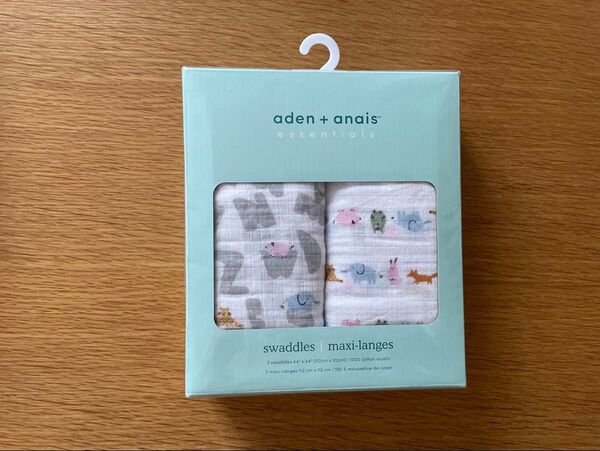 aden + anais™
essentials
swaddles | maxi-langes
2 swaddles 44" x 44" (112cm x 112cm) | 100% cotton muslin
2 maxi-langes 112 cm x 112 cm | 100 % mousseline de coton